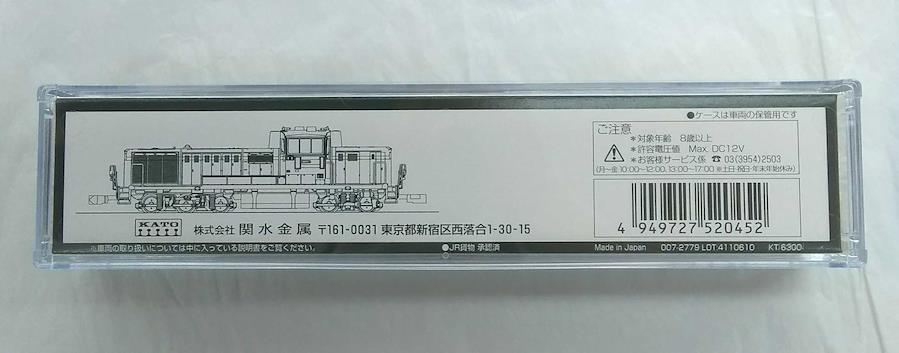 ●ケースは車両の保管用です
ご注意
＊対象年齢 8歳以上
＊許容電圧値 Max. DC12V
＊お客様サービス係 ☎ 03(3954)2503
(月〜金 10:00〜12:00, 13:00〜17:00 ※土日・祝日・年末年始休み)
KATO
株式会社 関水金属 〒161-0031 東京都新宿区西落合1-30-15
4 949727 520452
※車両の取り扱いについては中に入っている説明書をご覧ください。
●JR貨物 承認済
Made in Japan 007-2779 LOT:4110610 KTI6300